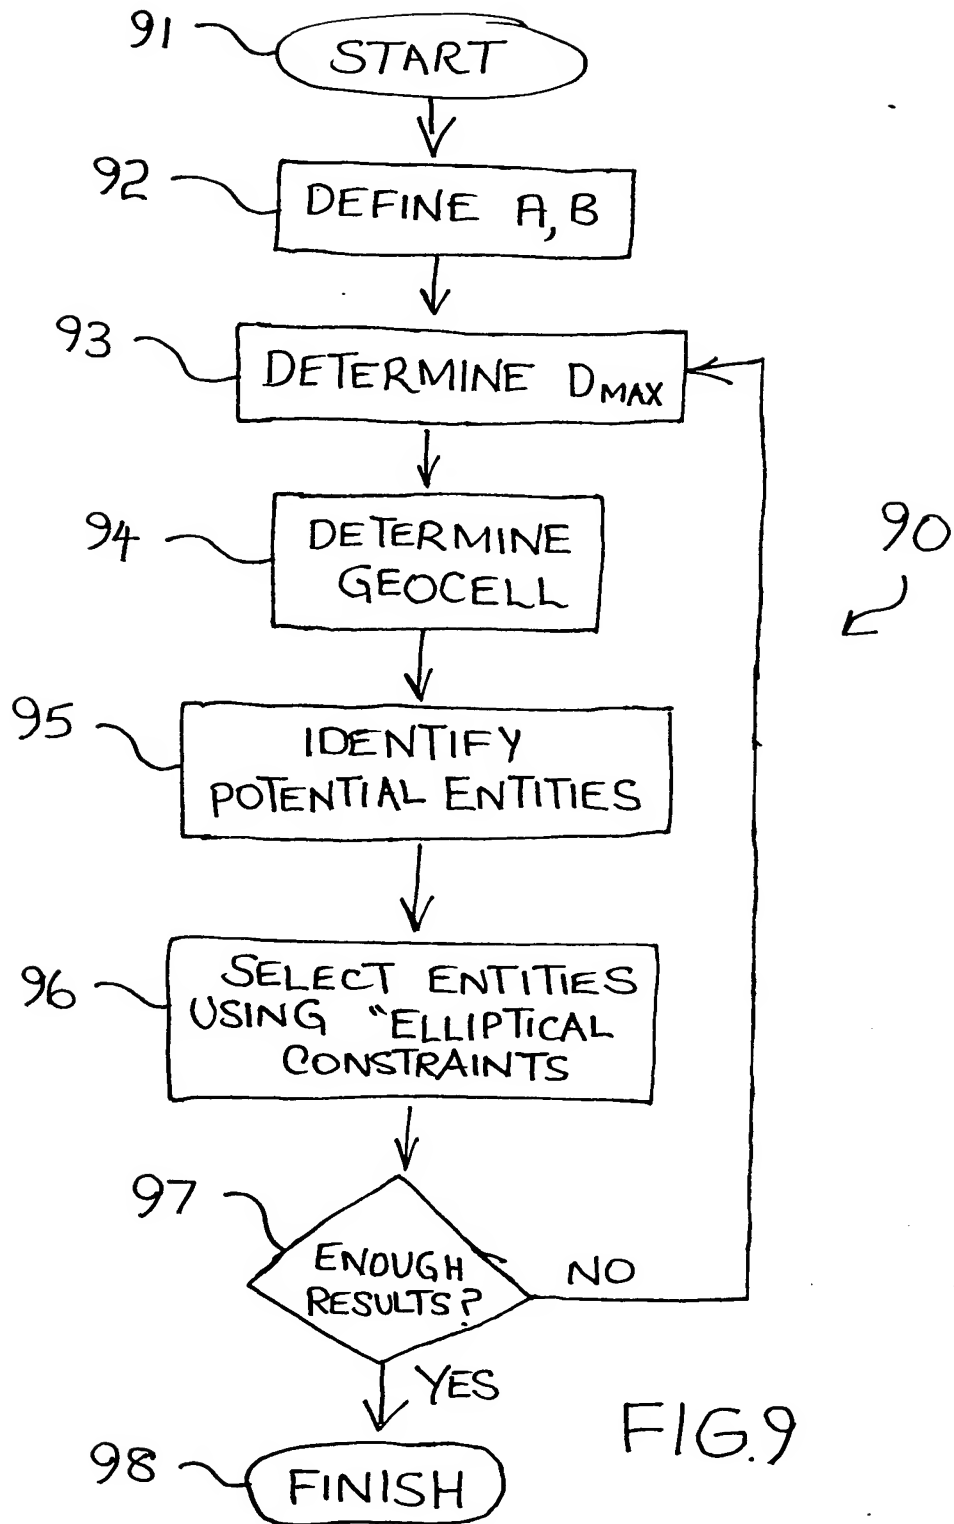 91
START
92
DEFINE A, B
93
DETERMINE DMAX
94
DETERMINE
GEOCELL
90
95
IDENTIFY
POTENTIAL ENTITIES
96
SELECT ENTITIES
USING "ELLIPTICAL
CONSTRAINTS
97
ENOUGH
RESULTS?
NO
YES
98
FINISH
FIG.9